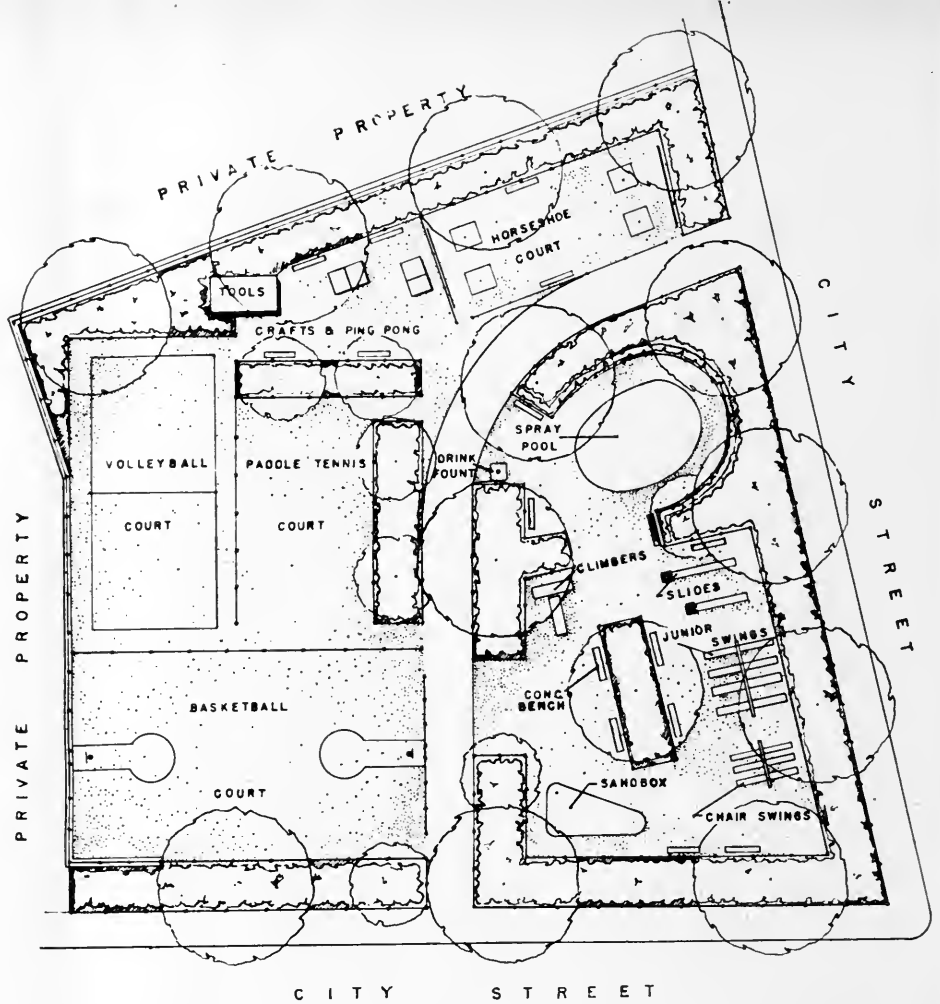 PRIVATE PROPERTY
HORSESHOE
COURT
TOOLS
CRAFTS & PING PONG
CITY STREET
SPRAY
POOL
VOLLEYBALL
COURT
PADDLE TENNIS
COURT
DRINK
FOUNT
PRIVATE PROPERTY
CLIMBERS
SLIDES
JUNIOR
SWINGS
CONC.
BENCH
BASKETBALL
COURT
SANDBOX
CHAIR SWINGS
CITY STREET